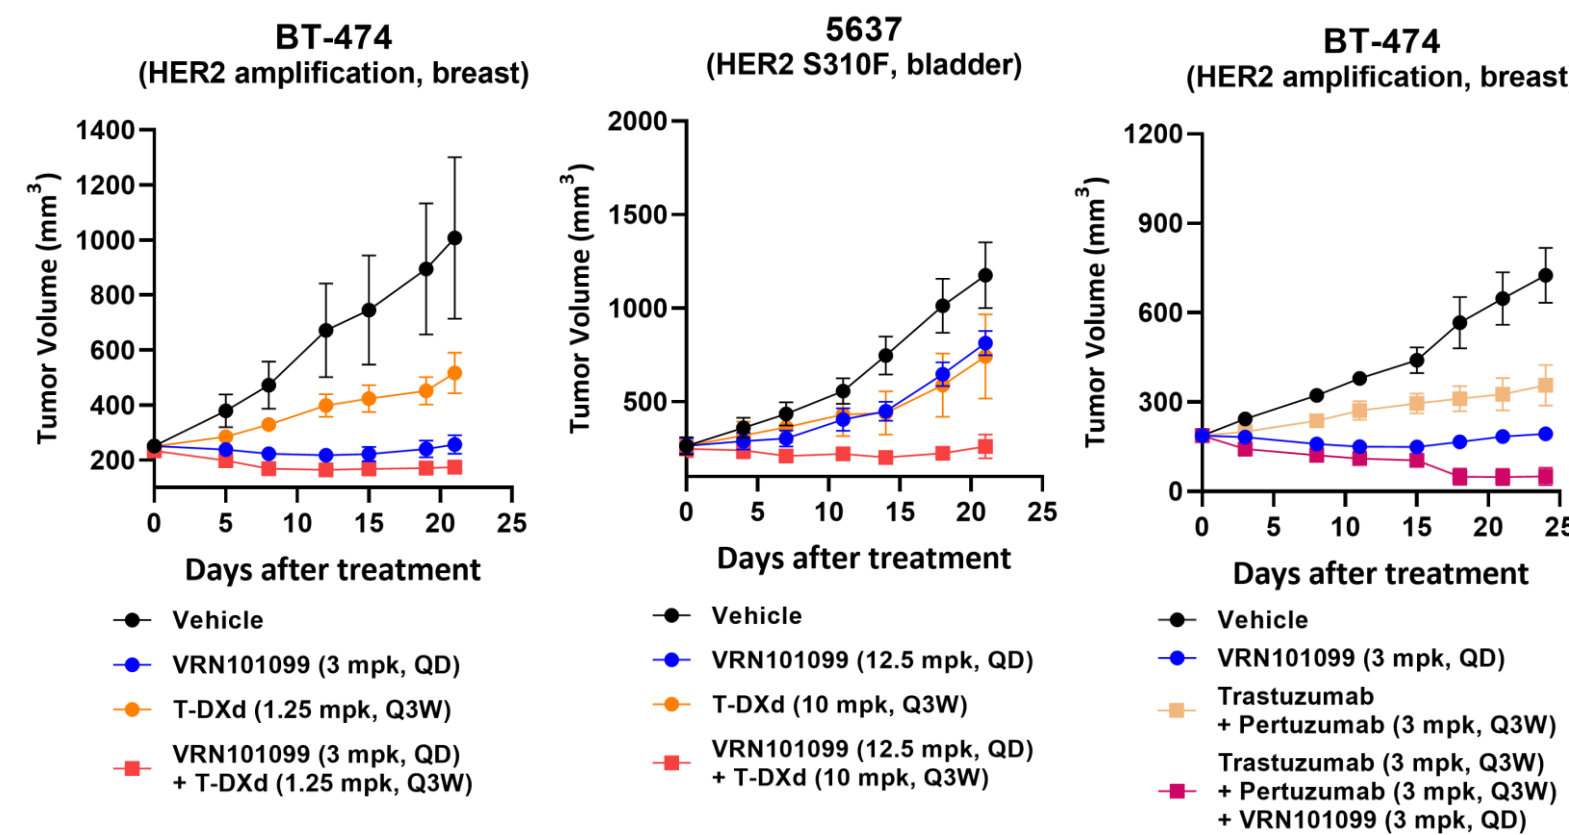 BT-474
(HER2 amplification, breast)
1400
1200
1000
800
600
400
200
Tumor Volume (mm³)
0 5 10 15 20 25
Days after treatment
Vehicle
VRN101099 (3 mpk, QD)
T-DXd (1.25 mpk, Q3W)
VRN101099 (3 mpk, QD)
+ T-DXd (1.25 mpk, Q3W)
5637
(HER2 S310F, bladder)
2000
1500
1000
500
Tumor Volume (mm³)
0 5 10 15 20 25
Days after treatment
Vehicle
VRN101099 (12.5 mpk, QD)
T-DXd (10 mpk, Q3W)
VRN101099 (12.5 mpk, QD)
+ T-DXd (10 mpk, Q3W)
BT-474
(HER2 amplification, breast)
1200
900
600
300
0
Tumor Volume (mm³)
0 5 10 15 20 25
Days after treatment
Vehicle
VRN101099 (3 mpk, QD)
Trastuzumab
+ Pertuzumab (3 mpk, Q3W)
Trastuzumab (3 mpk, Q3W)
+ Pertuzumab (3 mpk, Q3W)
+ VRN101099 (3 mpk, QD)